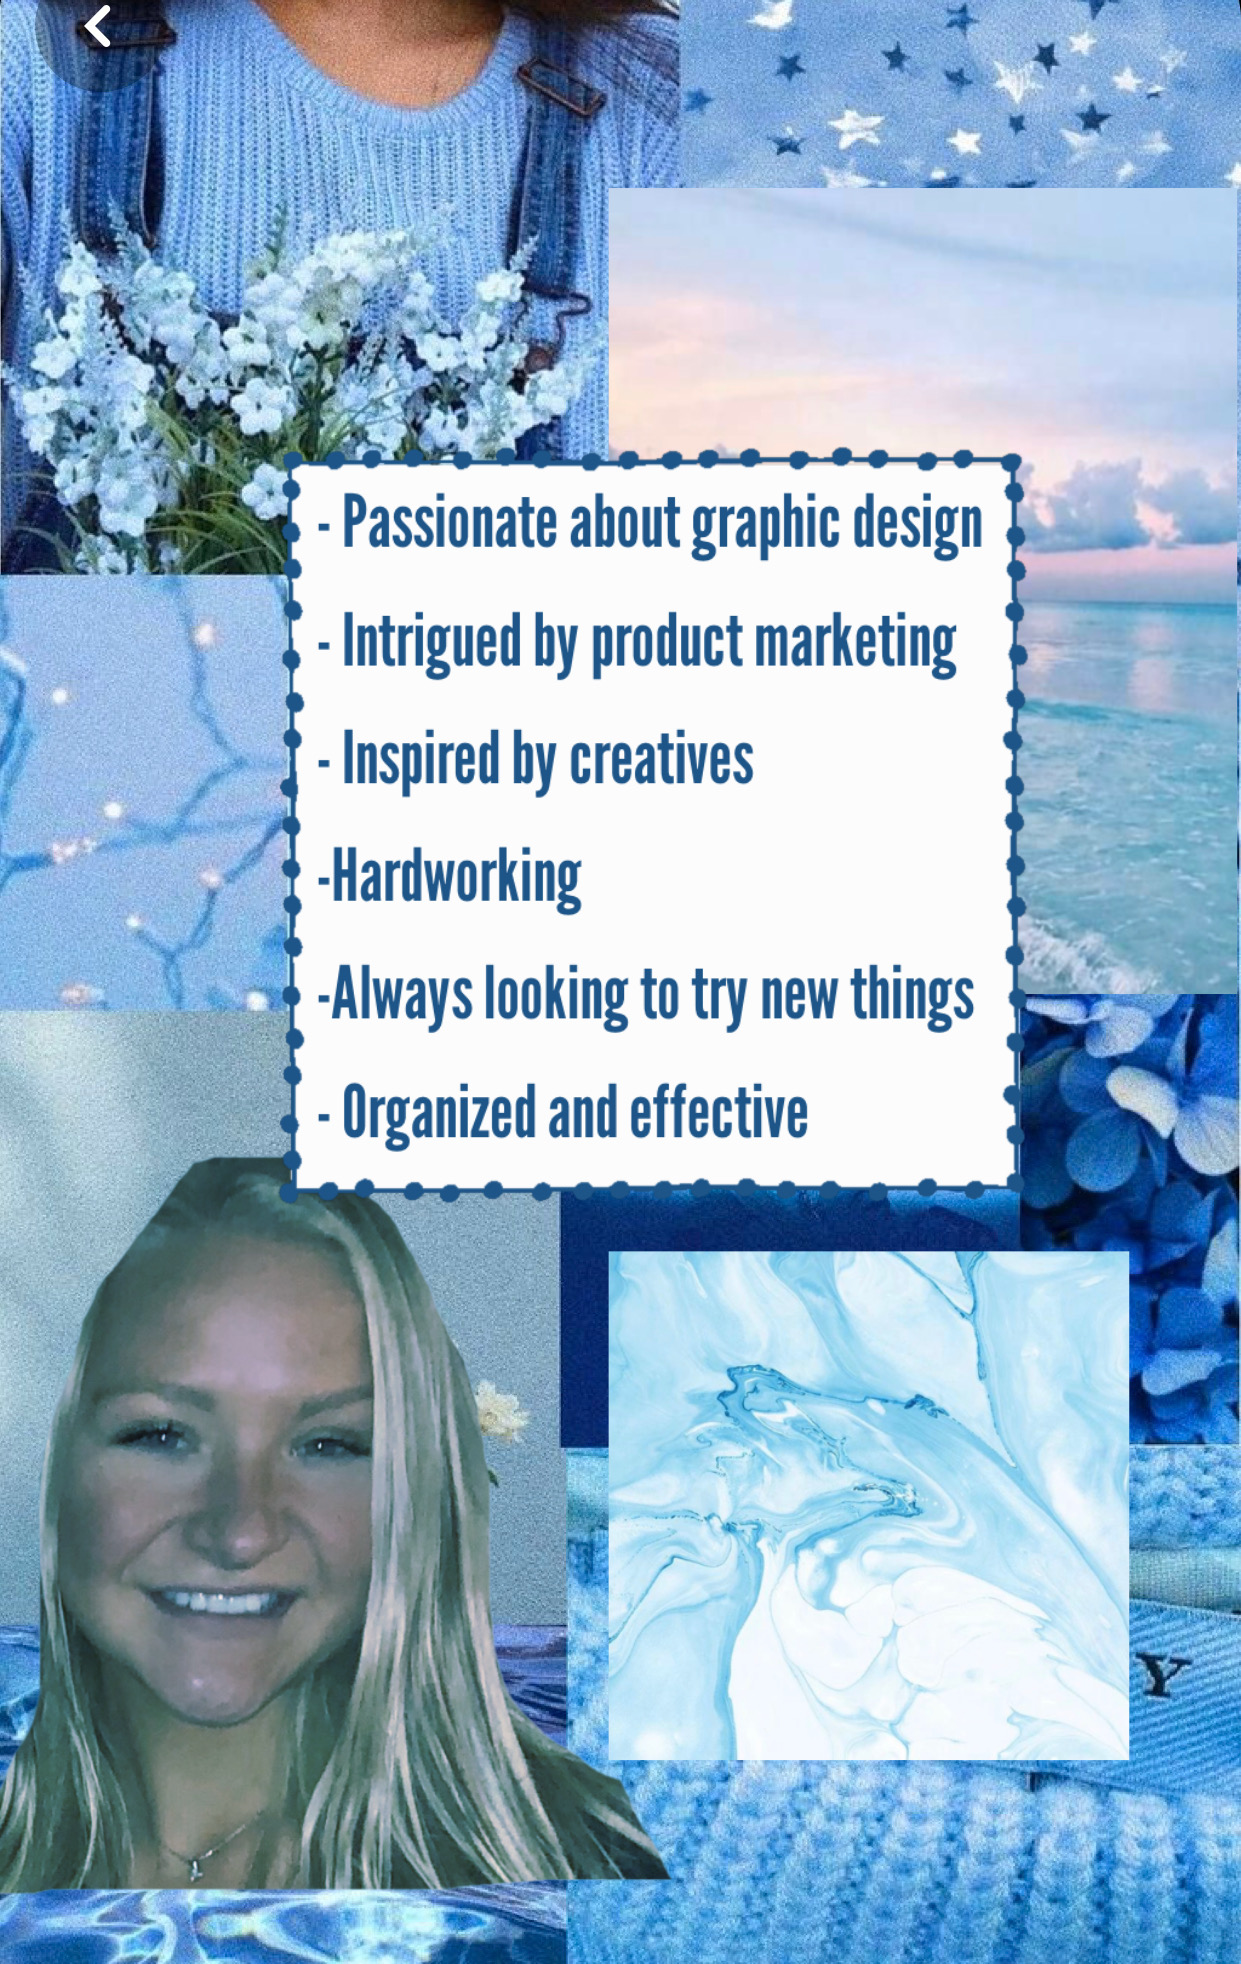 - Passionate about graphic design
- Intrigued by product marketing
- Inspired by creatives
-Hardworking
-Always looking to try new things
- Organized and effective
Y